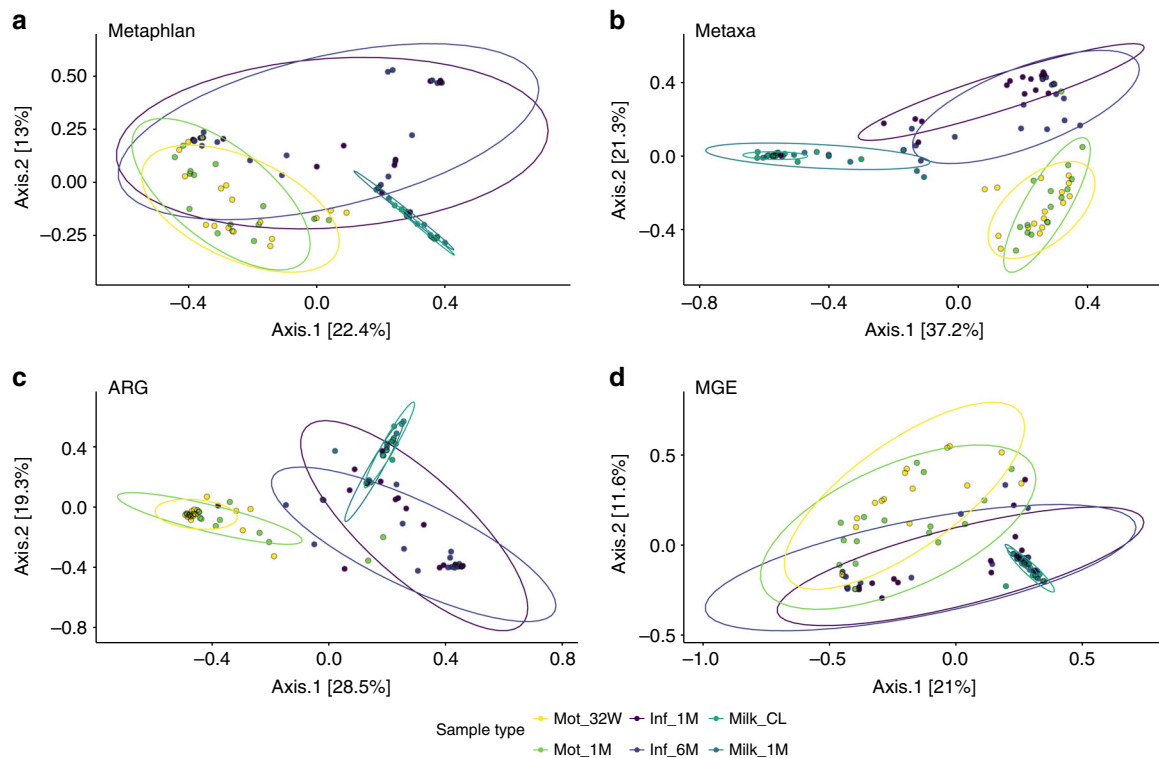 a
Metaphlan
0.50
0.25
0.00
−0.25
−0.4
0.0
0.4
Axis.2 [13%]
Axis.1 [22.4%]
b
Metaxa
0.4
0.0
−0.4
−0.8
−0.4
0.0
0.4
Axis.2 [21.3%]
Axis.1 [37.2%]
c
ARG
0.4
0.0
−0.4
−0.8
−0.4
0.0
0.4
0.8
Axis.2 [19.3%]
Axis.1 [28.5%]
d
MGE
0.5
0.0
−0.5
−1.0
−0.5
0.0
0.5
Axis.2 [11.6%]
Axis.1 [21%]
Sample type
Mot_32W Inf_1M Milk_CL
Mot_1M Inf_6M Milk_1M